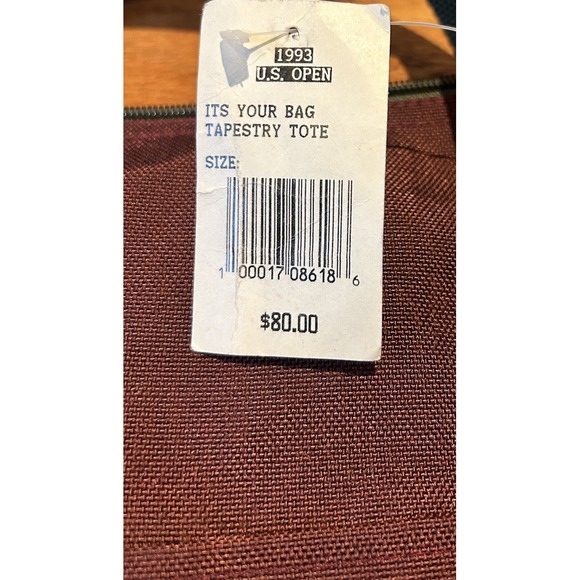 1993
U.S. OPEN
ITS YOUR BAG
TAPESTRY TOTE
SIZE:
1 00017 08618 6
$80.00